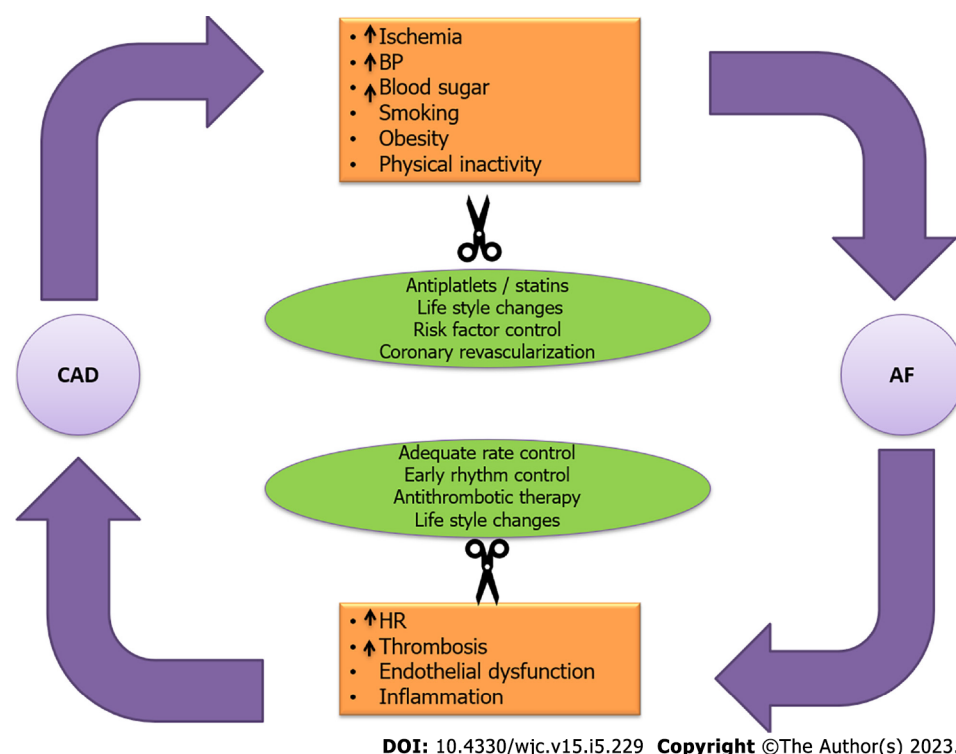 • ↑Ischemia
• ↑BP
• ↑Blood sugar
• Smoking
• Obesity
• Physical inactivity
Antiplatlets / statins
Life style changes
Risk factor control
Coronary revascularization
CAD
AF
Adequate rate control
Early rhythm control
Antithrombotic therapy
Life style changes
• ↑HR
• ↑Thrombosis
• Endothelial dysfunction
• Inflammation
DOI: 10.4330/wjc.v15.i5.229 Copyright ©The Author(s) 2023.